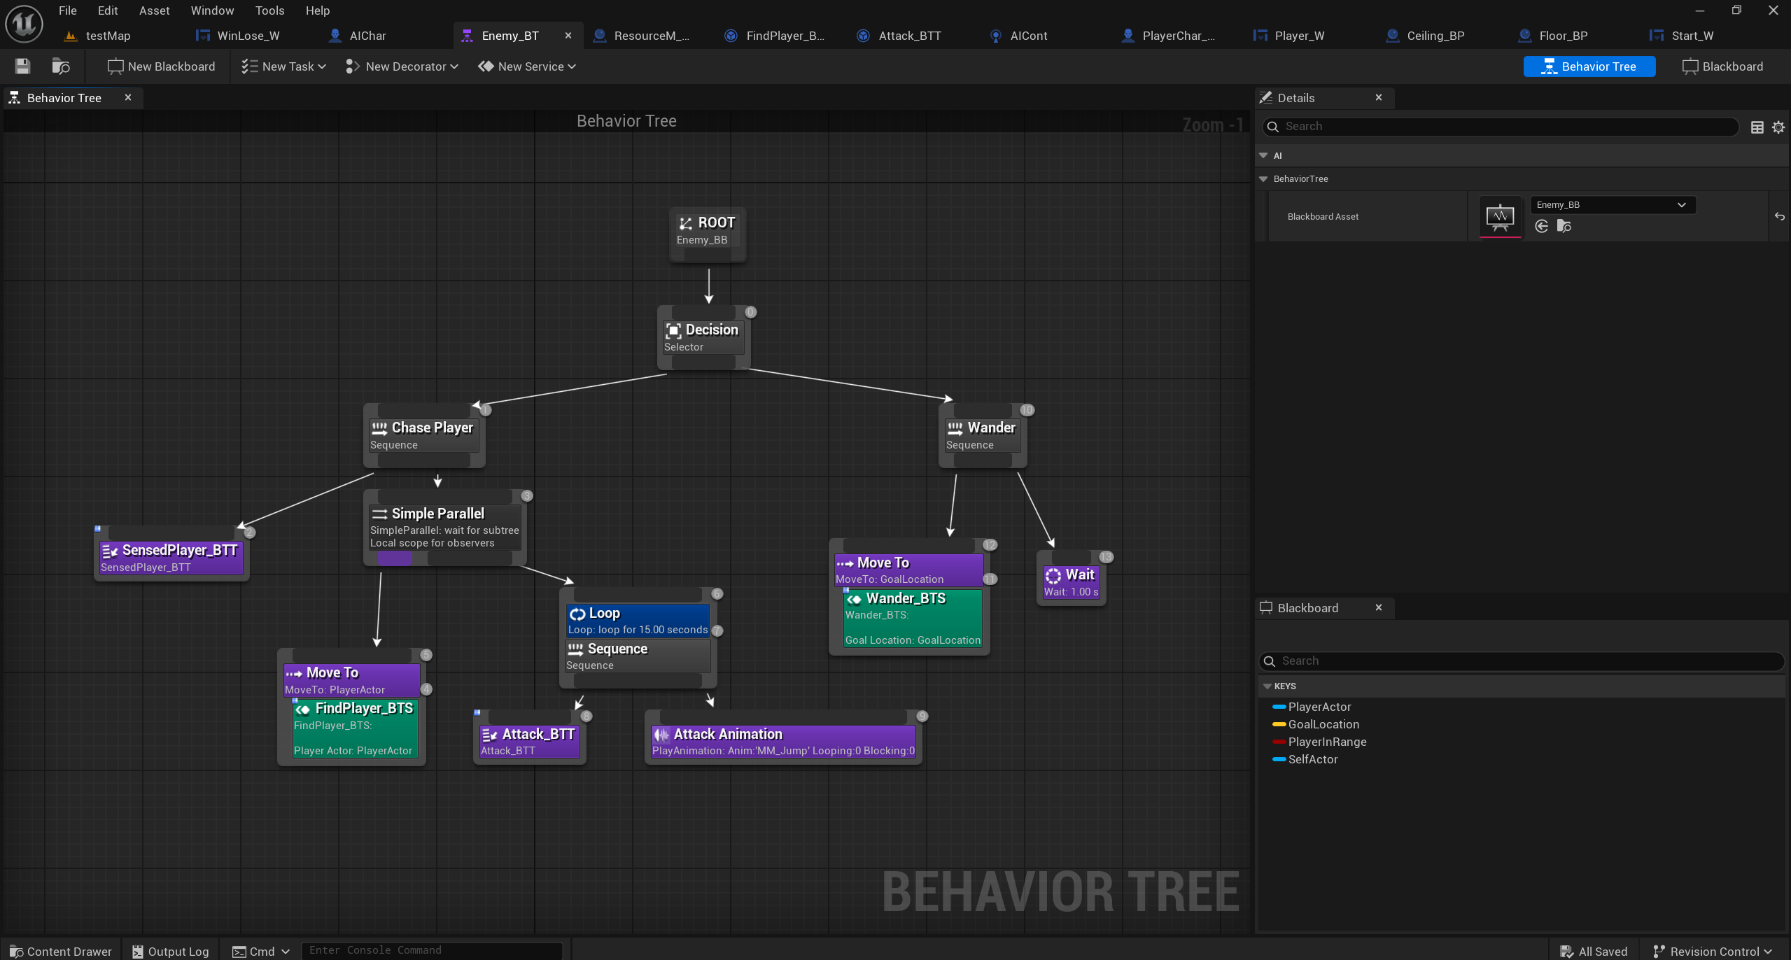 File Edit Asset Window Tools Help
testMap WinLose_W AIChar Enemy_BT ResourceM_... FindPlayer_B... Attack_BTT AICont PlayerChar_... Player_W Ceiling_BP Floor_BP Start_W
New Blackboard New Task New Decorator New Service Behavior Tree Blackboard
Behavior Tree
Behavior Tree
Zoom -1
ROOT
Enemy_BB
0
Decision
Selector
1
Chase Player
Sequence
10
Wander
Sequence
2
SensedPlayer_BTT
SensedPlayer_BTT
3
Simple Parallel
SimpleParallel: wait for subtree
Local scope for observers
12
Move To
MoveTo: GoalLocation
11
Wander_BTS
Wander_BTS:
Goal Location: GoalLocation
13
Wait
Wait: 1.00 s
6
Loop
Loop: loop for 15.00 seconds
7
Sequence
Sequence
5
Move To
MoveTo: PlayerActor
4
FindPlayer_BTS
FindPlayer_BTS:
Player Actor: PlayerActor
8
Attack_BTT
Attack_BTT
9
Attack Animation
PlayAnimation: Anim:'MM_Jump' Looping:0 Blocking:0
BEHAVIOR TREE
Details
Search
AI
BehaviorTree
Blackboard Asset
Enemy_BB
Blackboard
Search
KEYS
PlayerActor
GoalLocation
PlayerInRange
SelfActor
Content Drawer Output Log Cmd Enter Console Command All Saved Revision Control